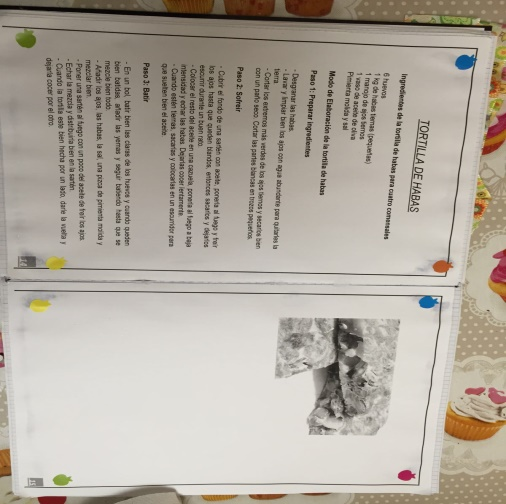 TORTILLA DE HABAS
Ingredientes de la tortilla de habas para cuatro comensales
6 huevos
1 kg de habas tiernas (pequeñas)
1 manojo de ajos tiernos
1 vaso de aceite de oliva
Pimienta molida y sal
Modo de Elaboración de la tortilla de habas
Paso 1: Preparar ingredientes
- Desgranar las habas.
- Lavar y limpiar bien los ajos con agua abundante para quitarles la
tierra.
- Cortar los extremos más verdes de los ajos tiernos y secarlos bien
con un paño seco. Cortar las partes blancas en trozos pequeños.
Paso 2: Sofreír
- Cubrir el fondo de una sartén con aceite, ponerla al fuego y freír
los ajos hasta que queden blandos, entonces sacarlos y dejarlos
escurrir durante un buen rato.
- Colocar el resto del aceite en una cazuela, ponerla al fuego a baja
intensidad y echar las habas. Dejarlas cocer lentamente.
- Cuando estén tiernas, sacarlas y colocarlas en un escurridor para
que suelten bien el aceite.
Paso 3: Batir
- En un bol, batir bien las claras de los huevos y cuando queden
bien batidas, añadir las yemas y seguir batiendo hasta que se
mezcle bien todo.
- Añadir los ajos, las habas, la sal, una pizca de pimienta molida y
mezclar bien.
- Poner una sartén al fuego con un poco del aceite de freír los ajos.
- Echar la mezcla y distribuirla bien en la sartén.
- Cuando la tortilla esté bien hecha por un lado, darle la vuelta y
dejarla cocer por el otro.